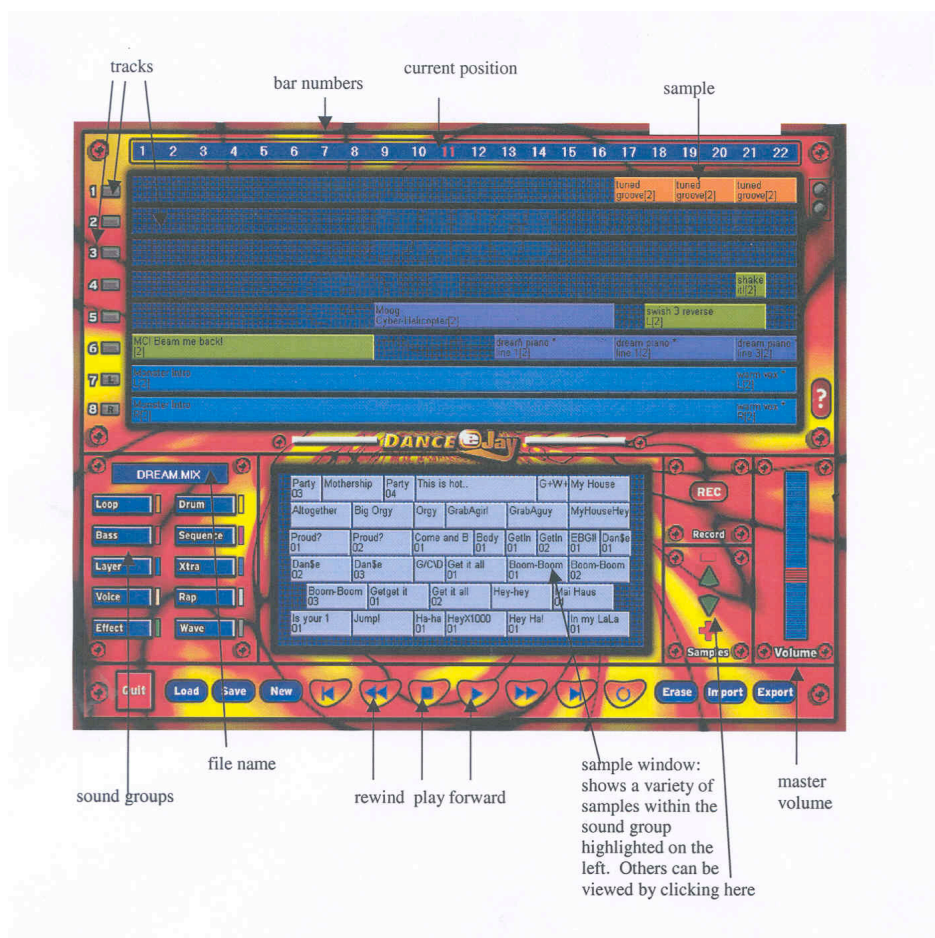 tracks
bar numbers
current position
sample
1 2 3 4 5 6 7 8 9 10 11 12 13 14 15 16 17 18 19 20 21 22
1
tuned groove[2]
tuned groove[2]
tuned groove[2]
2
3
4
shake it![2]
5
Moog Cyber-Helicopter[2]
swish 3 reverse L[2]
6
MC! Beam me back! [2]
dream piano * line 1[2]
dream piano * line 1[2]
dream piano line 3[2]
7 L
Monster Intro
8 R
Monster Intro
?
DANCE eJay
DREAM.MIX
Loop
Drum
Bass
Sequence
Layer
Xtra
Voice
Rap
Effect
Wave
Party 03
Mothership
Party 04
This is hot..
G+W+
My House
Altogether
Big Orgy
Orgy
GrabAgirl
GrabAguy
MyHouseHey
Proud? 01
Proud? 02
Come and B 01
Body 01
GetIn 01
GetIn 02
EBG!! 01
Dan$e 01
Dan$e 02
Dan$e 03
G/C\D
Get it all 01
Boom-Boom 01
Boom-Boom 02
Boom-Boom 03
Getget it 01
Get it all 02
Hey-hey
Mai Haus 01
Is your 1 01
Jump!
Ha-ha 01
HeyX1000 01
Hey Ha! 01
In my LaLa 01
REC
Record
Samples
Volume
Quit
Load
Save
New
Erase
Import
Export
file name
sound groups
rewind play forward
sample window:
shows a variety of
samples within the
sound group
highlighted on the
left. Others can be
viewed by clicking here
master
volume